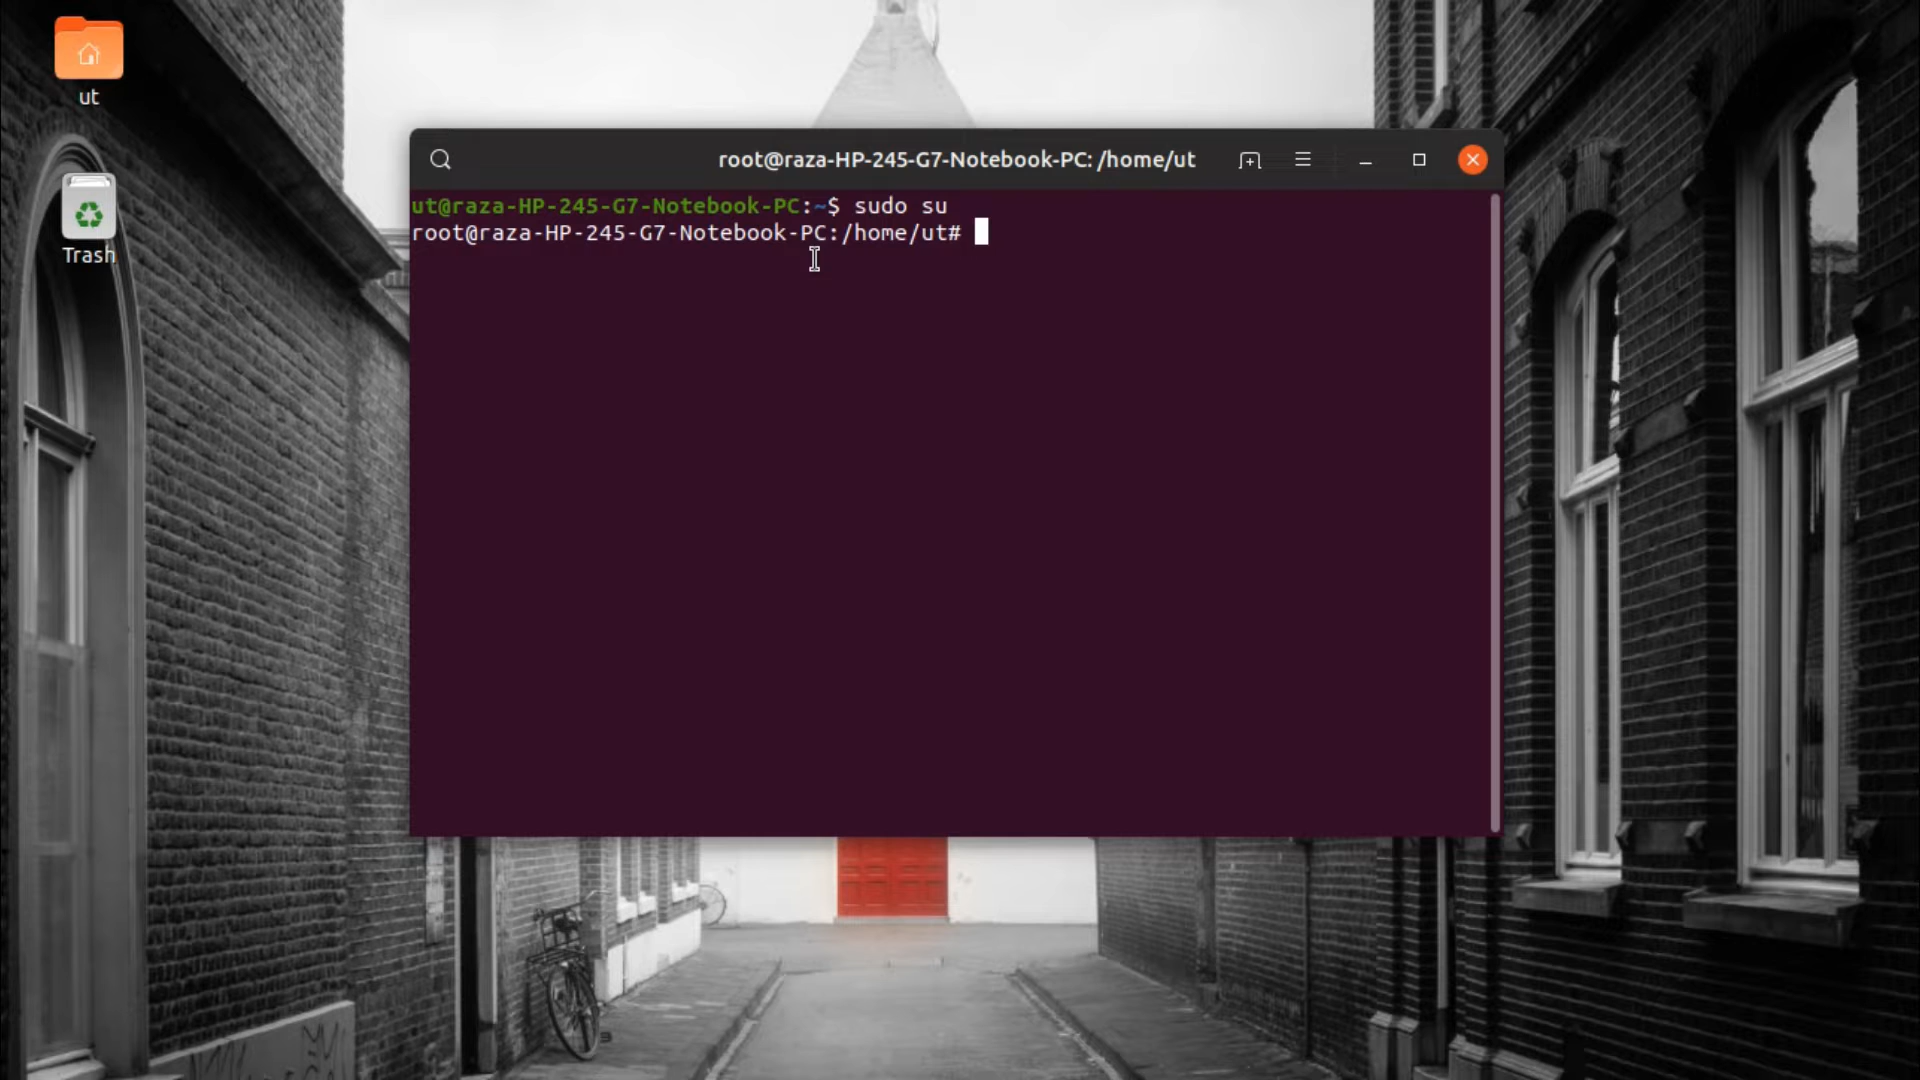 ut
Trash
root@raza-HP-245-G7-Notebook-PC: /home/ut
ut@raza-HP-245-G7-Notebook-PC:~$ sudo su
root@raza-HP-245-G7-Notebook-PC:/home/ut#